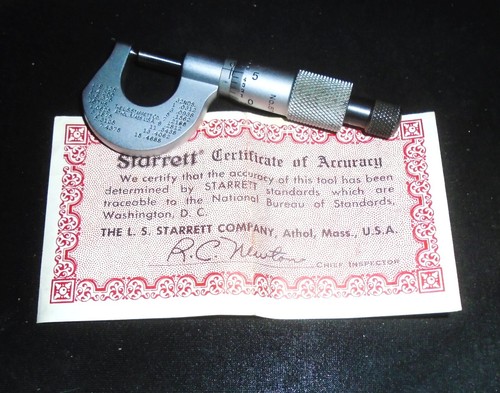 Starrett Certificate of Accuracy
We certify that the accuracy of this tool has been
determined by STARRETT standards which are
traceable to the National Bureau of Standards,
Washington, D. C.
THE L. S. STARRETT COMPANY, Athol, Mass., U.S.A.
R.C. Newton
CHIEF INSPECTOR